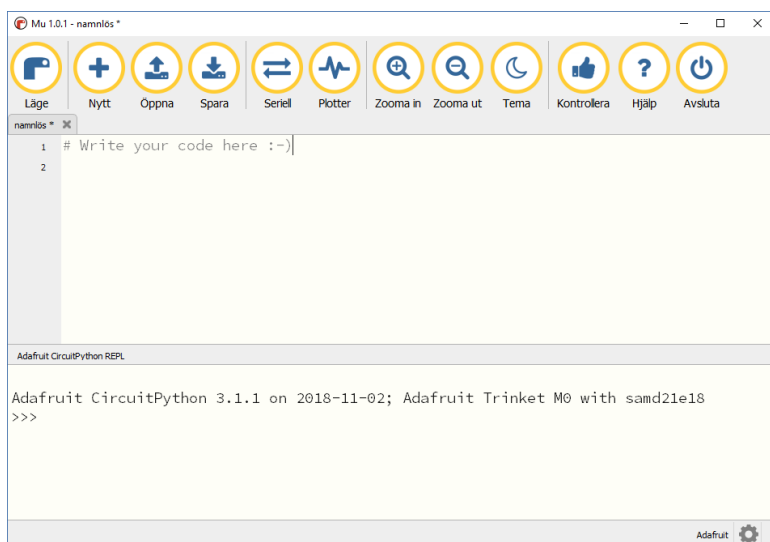 Mu 1.0.1 - namnlös *
Läge Nytt Öppna Spara Seriell Plotter Zooma in Zooma ut Tema Kontrollera Hjälp Avsluta
namnlös *
1 # Write your code here :-)
2
Adafruit CircuitPython REPL
Adafruit CircuitPython 3.1.1 on 2018-11-02; Adafruit Trinket M0 with samd21e18
>>>
Adafruit